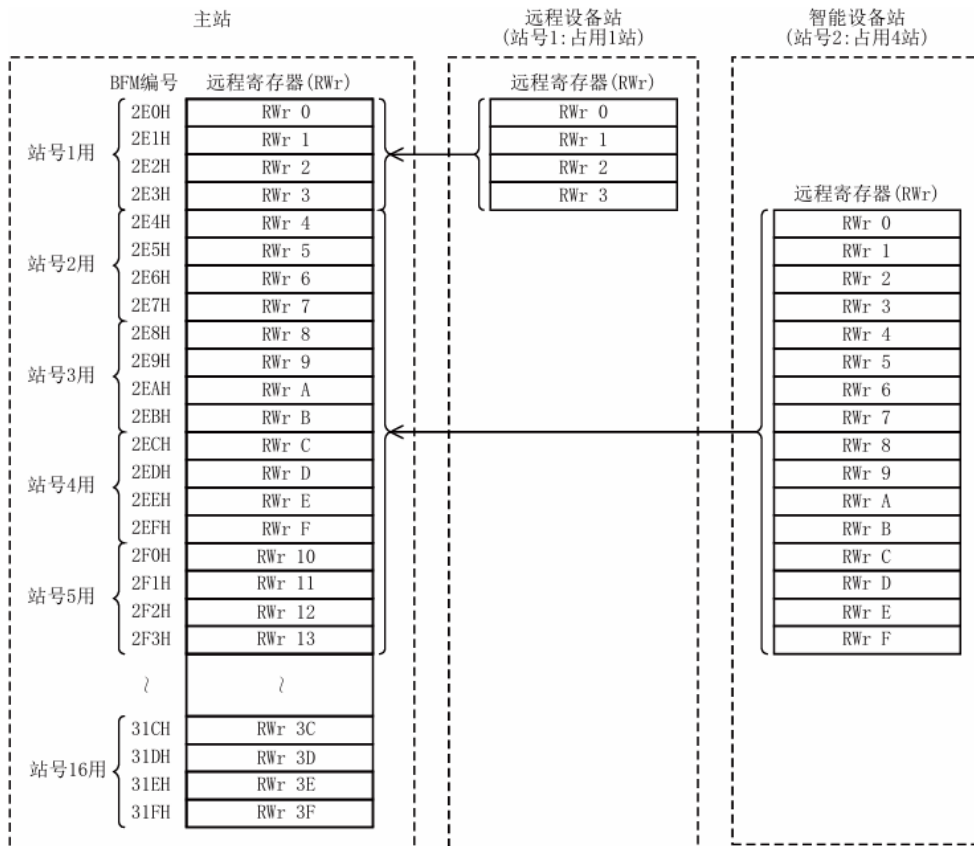 主站
远程设备站
(站号1:占用1站)
智能设备站
(站号2:占用4站)
BFM编号 远程寄存器(RWr)
站号1用
2E0H RWr 0
2E1H RWr 1
2E2H RWr 2
2E3H RWr 3
站号2用
2E4H RWr 4
2E5H RWr 5
2E6H RWr 6
2E7H RWr 7
站号3用
2E8H RWr 8
2E9H RWr 9
2EAH RWr A
2EBH RWr B
站号4用
2ECH RWr C
2EDH RWr D
2EEH RWr E
2EFH RWr F
站号5用
2F0H RWr 10
2F1H RWr 11
2F2H RWr 12
2F3H RWr 13
~ ~
站号16用
31CH RWr 3C
31DH RWr 3D
31EH RWr 3E
31FH RWr 3F
远程寄存器(RWr)
RWr 0
RWr 1
RWr 2
RWr 3
远程寄存器(RWr)
RWr 0
RWr 1
RWr 2
RWr 3
RWr 4
RWr 5
RWr 6
RWr 7
RWr 8
RWr 9
RWr A
RWr B
RWr C
RWr D
RWr E
RWr F